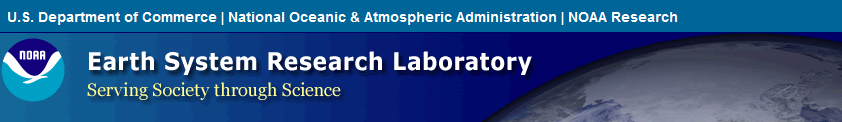 U.S. Department of Commerce | National Oceanic & Atmospheric Administration | NOAA Research
NOAA
Earth System Research Laboratory
Serving Society through Science